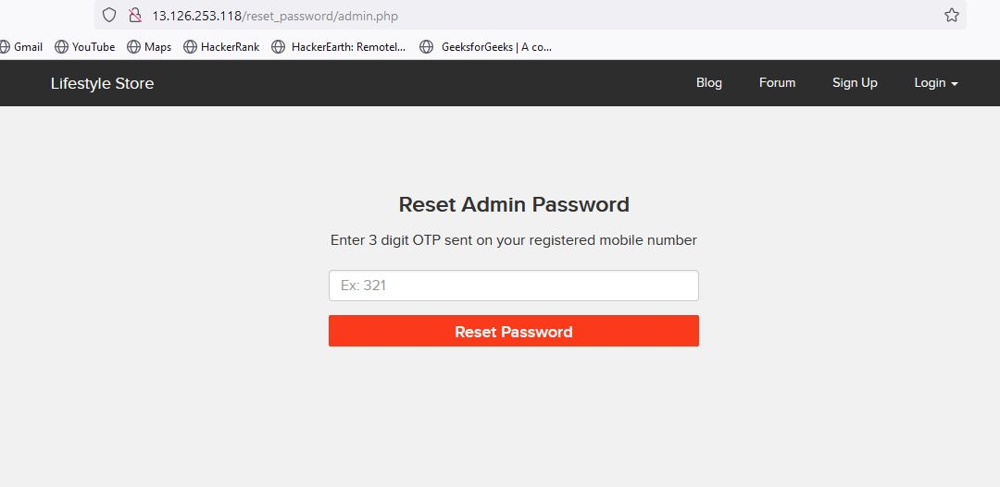 13.126.253.118/reset_password/admin.php
Gmail YouTube Maps HackerRank HackerEarth: Remotel... GeeksforGeeks | A co...
Lifestyle Store Blog Forum Sign Up Login
Reset Admin Password
Enter 3 digit OTP sent on your registered mobile number
Ex: 321
Reset Password